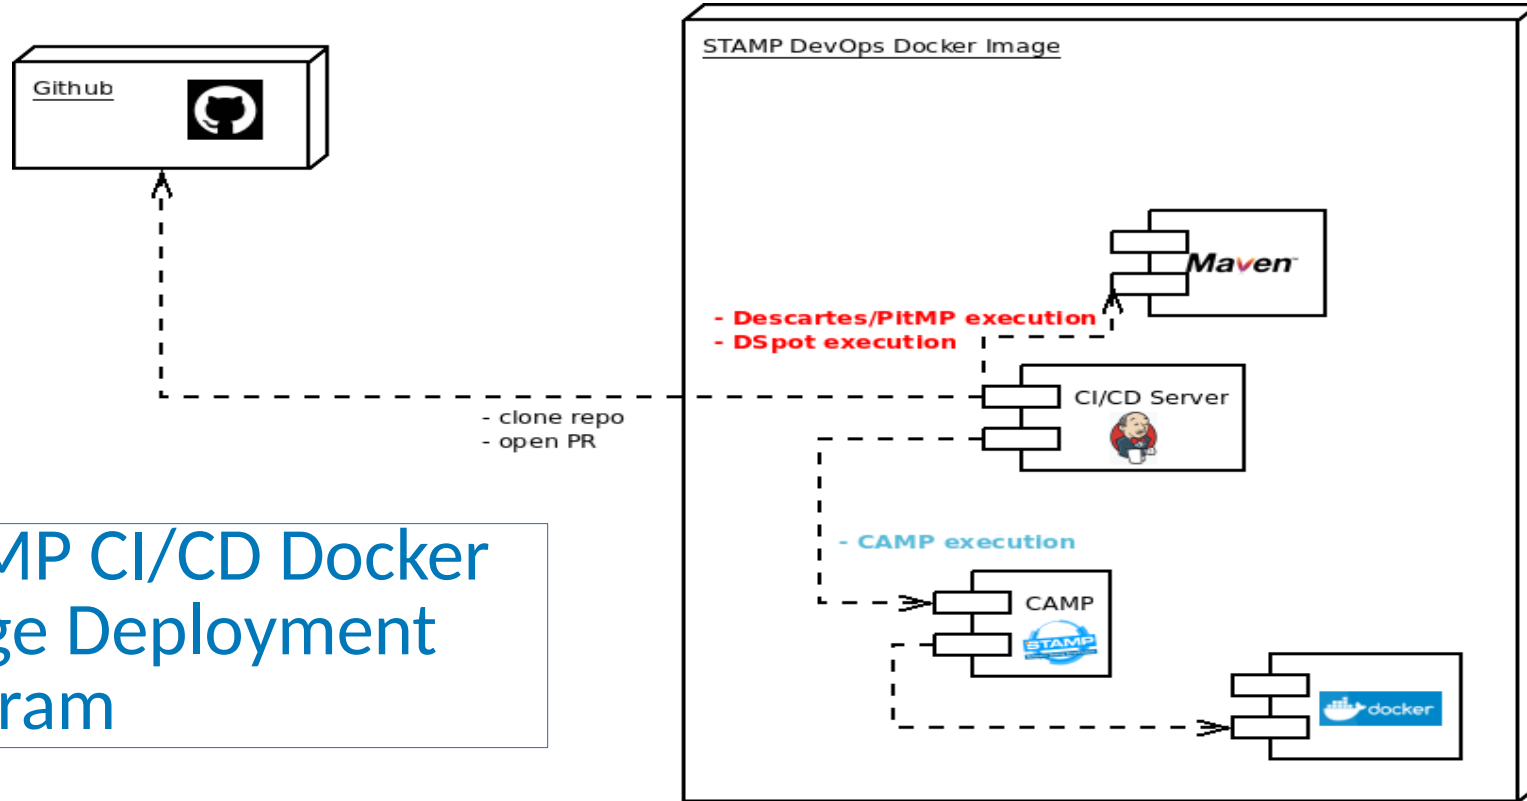 STAMP DevOps Docker Image
Github
Maven
- Descartes/PitMP execution
- DSpot execution
CI/CD Server
- clone repo
- open PR
- CAMP execution
MP CI/CD Docker
ge Deployment
ram
CAMP
STAMP
docker